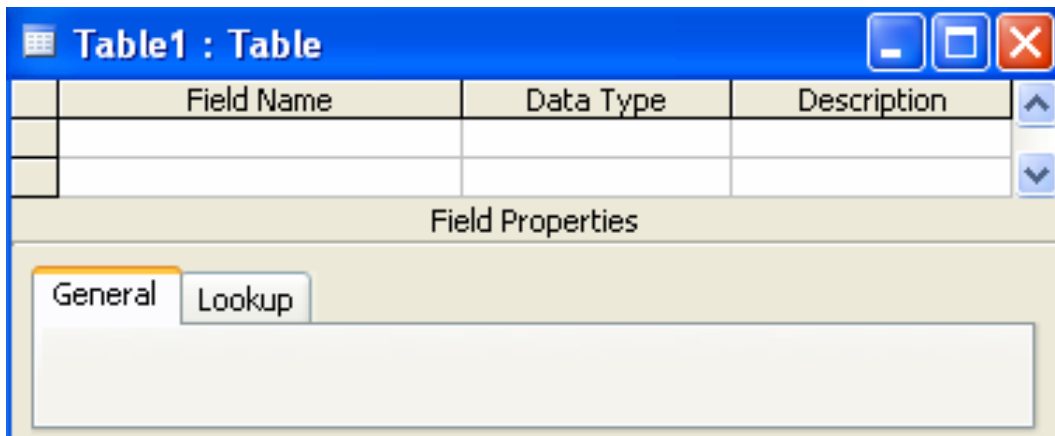 Table1 : Table
Field Name Data Type Description
Field Properties
General Lookup